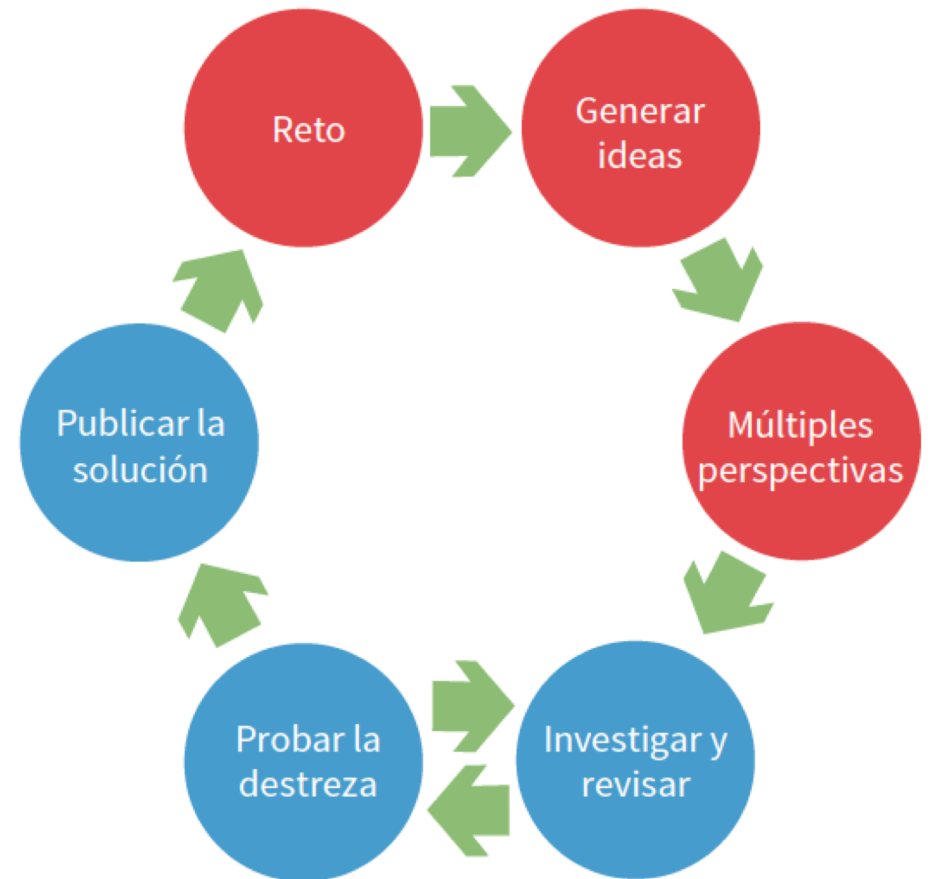 Reto
Generar
ideas
Múltiples
perspectivas
Investigar y
revisar
Probar la
destreza
Publicar la
solución